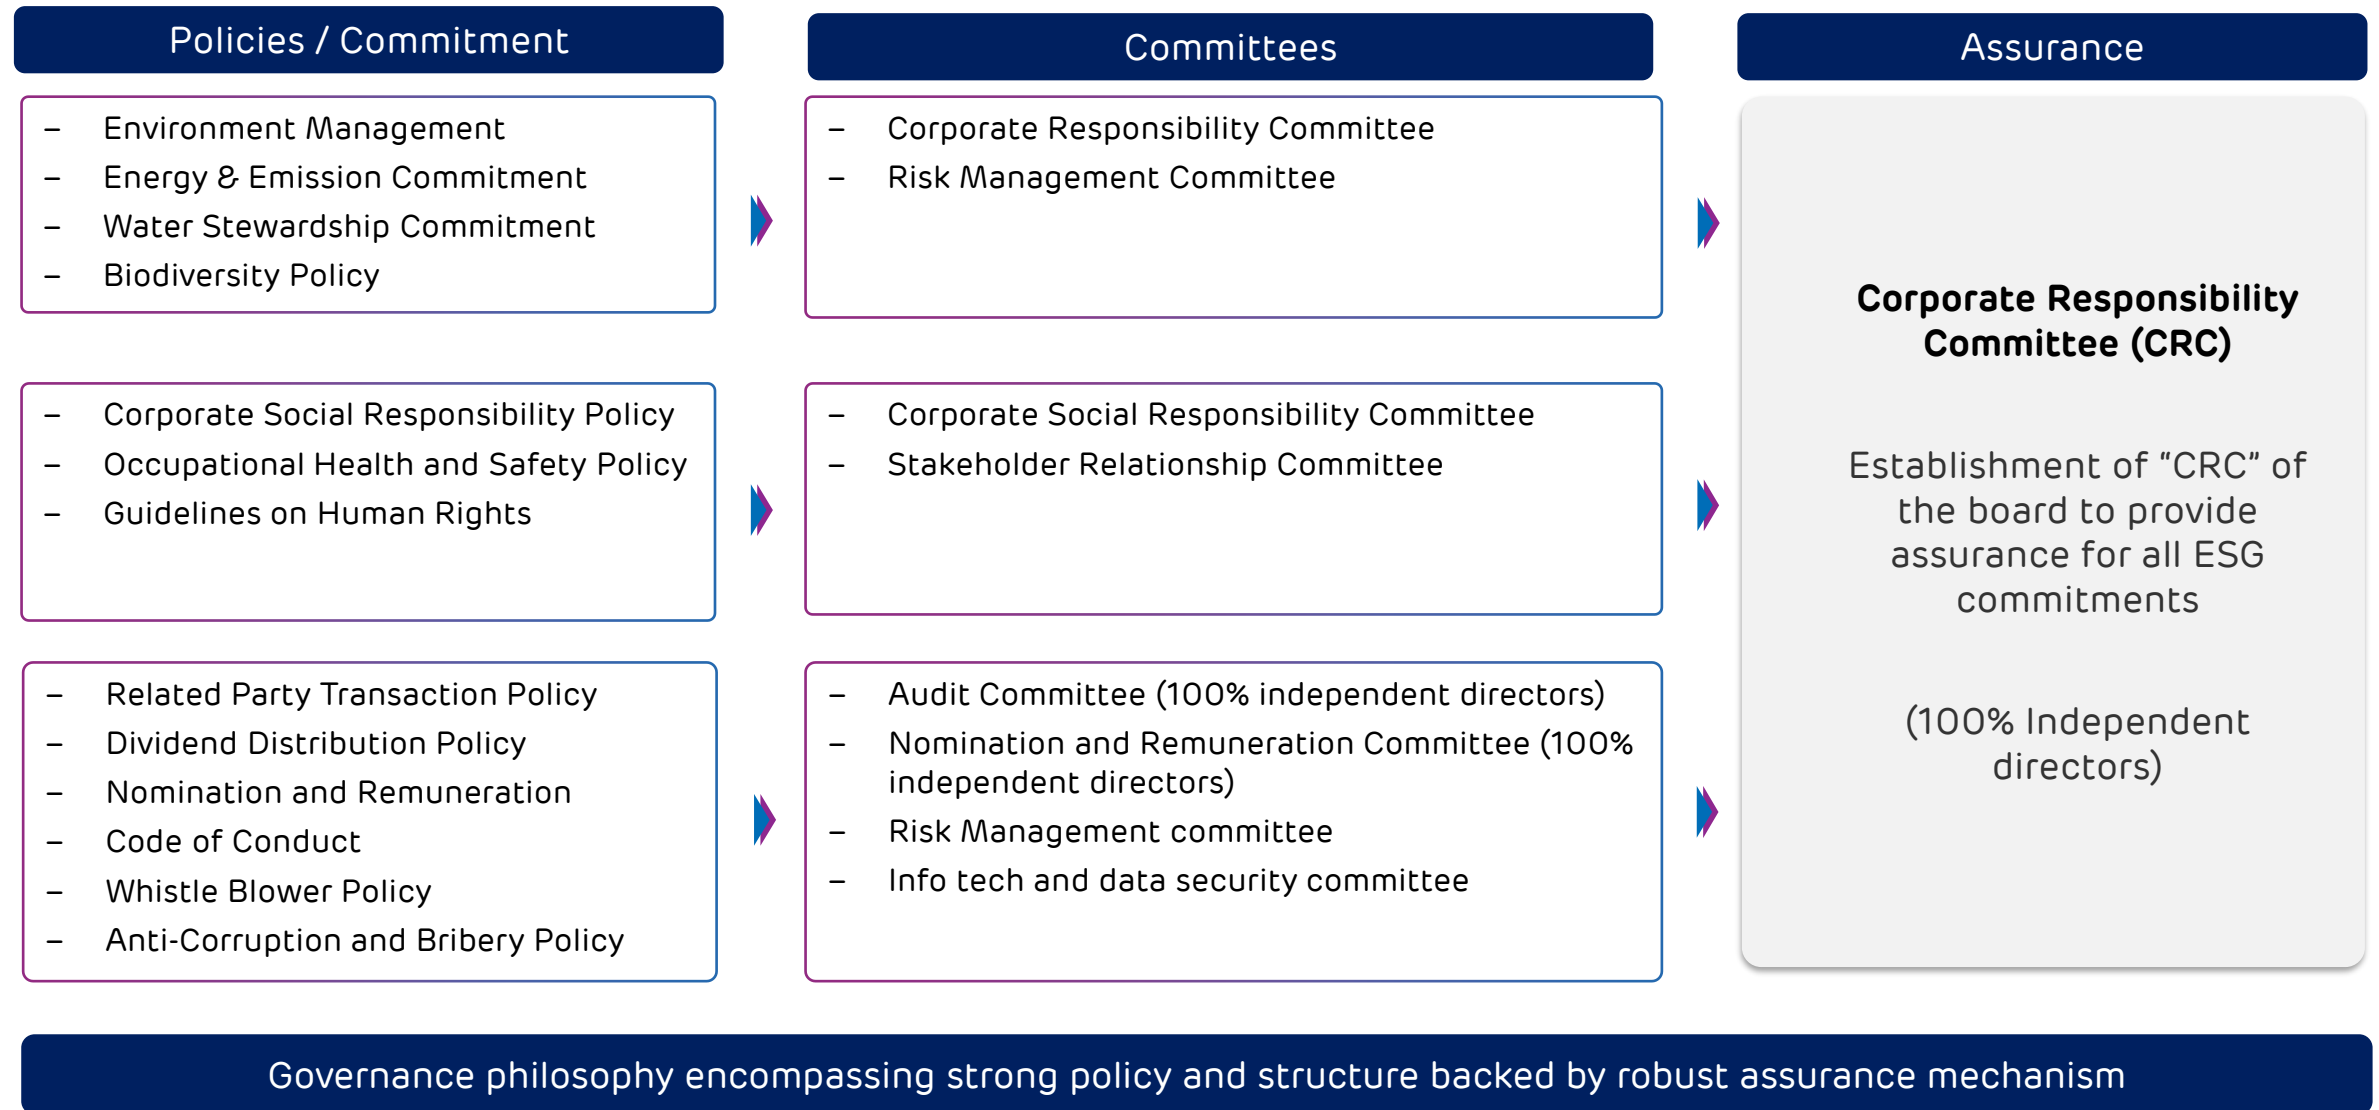 Policies / Commitment
– Environment Management
– Energy & Emission Commitment
– Water Stewardship Commitment
– Biodiversity Policy
– Corporate Social Responsibility Policy
– Occupational Health and Safety Policy
– Guidelines on Human Rights
– Related Party Transaction Policy
– Dividend Distribution Policy
– Nomination and Remuneration
– Code of Conduct
– Whistle Blower Policy
– Anti-Corruption and Bribery Policy
Committees
– Corporate Responsibility Committee
– Risk Management Committee
– Corporate Social Responsibility Committee
– Stakeholder Relationship Committee
– Audit Committee (100% independent directors)
– Nomination and Remuneration Committee (100%
independent directors)
– Risk Management committee
– Info tech and data security committee
Assurance
Corporate Responsibility
Committee (CRC)
Establishment of “CRC” of
the board to provide
assurance for all ESG
commitments
(100% Independent
directors)
Governance philosophy encompassing strong policy and structure backed by robust assurance mechanism